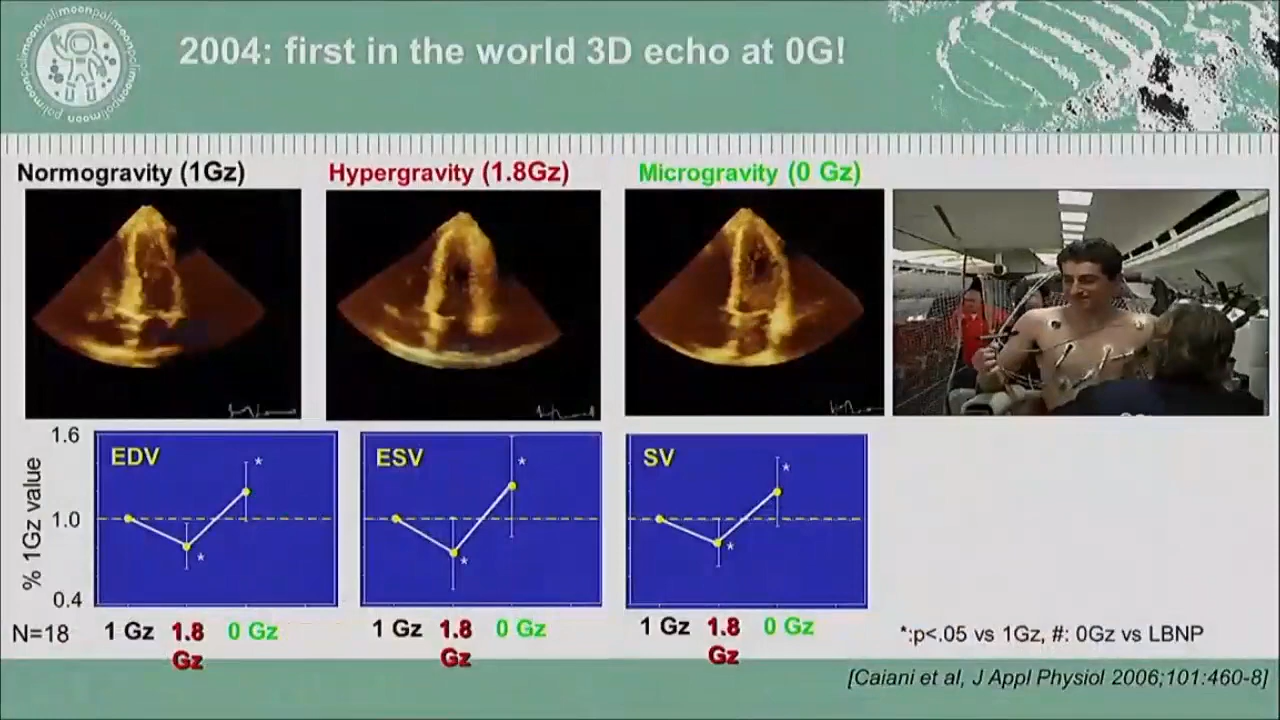 polimoonpolimoonpolimoonpolimoon
2004: first in the world 3D echo at 0G!
Normogravity (1Gz)
Hypergravity (1.8Gz)
Microgravity (0 Gz)
% 1Gz value
1.6
1.0
0.4
EDV
*
*
ESV
*
*
SV
*
*
N=18
1 Gz
1.8
Gz
0 Gz
1 Gz
1.8
Gz
0 Gz
1 Gz
1.8
Gz
0 Gz
*:p<.05 vs 1Gz, #: 0Gz vs LBNP
[Caiani et al, J Appl Physiol 2006;101:460-8]